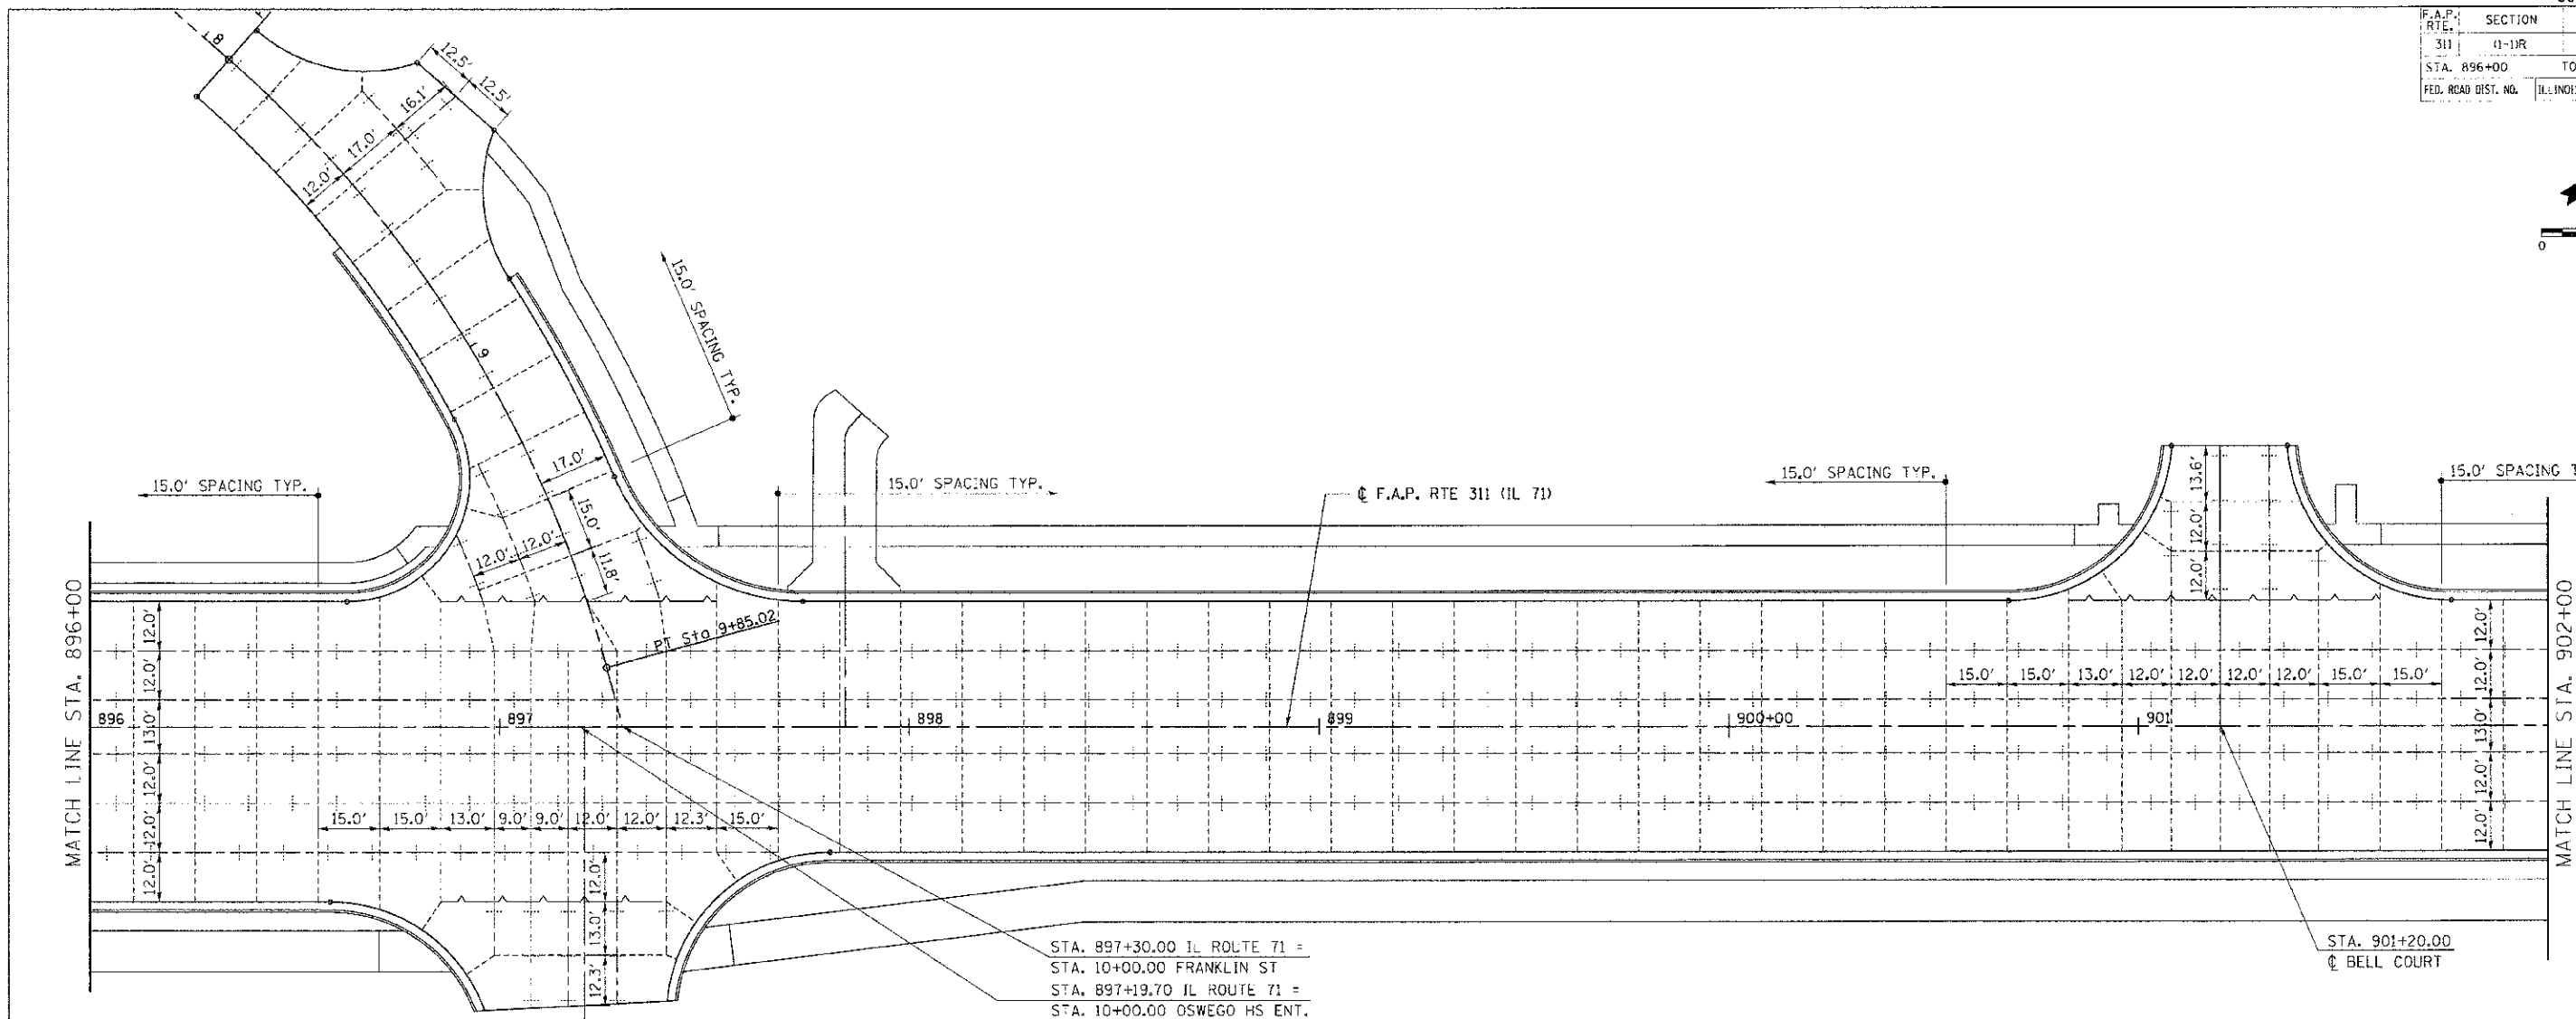 F.A.P. RTE. SECTION
311 (1-1)R
STA. 896+00 TO
FED. ROAD DIST. NO.
0
8
12.5'
12.5'
16.1'
17.0'
12.0'
9
15.0' SPACING TYP.
17.0'
15.0'
12.0'
12.0'
11.8'
PT Sta 9+85.02
15.0' SPACING TYP.
15.0' SPACING TYP.
℄ F.A.P. RTE 311 (IL 71)
15.0' SPACING TYP.
15.0' SPACING
13.6'
12.0'
12.0'
MATCH LINE STA. 896+00
12.0'
12.0'
13.0'
12.0'
12.0'
12.0'
896 897 898 899 900+00 901
15.0' 15.0' 13.0' 12.0' 12.0' 12.0' 12.0' 15.0' 15.0'
12.0'
12.0'
13.0'
12.0'
12.0'
MATCH LINE STA. 902+00
15.0' 15.0' 13.0' 9.0' 9.0' 12.0' 12.0' 12.3' 15.0'
12.0'
13.0'
12.3'
STA. 897+30.00 IL ROUTE 71 =
STA. 10+00.00 FRANKLIN ST
STA. 897+19.70 IL ROUTE 71 =
STA. 10+00.00 OSWEGO HS ENT.
STA. 901+20.00
℄ BELL COURT